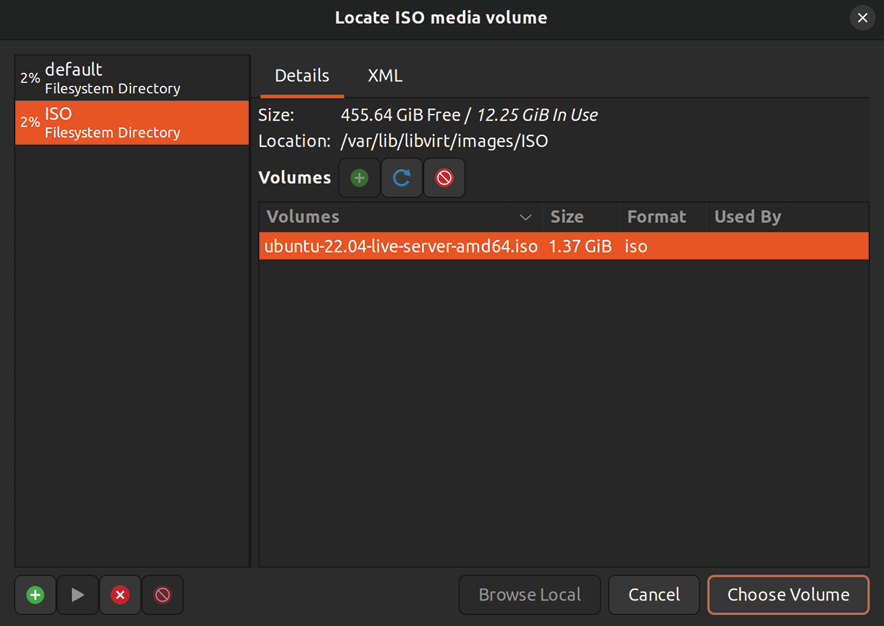 Locate ISO media volume
2% default
Filesystem Directory
2% ISO
Filesystem Directory
Details XML
Size: 455.64 GiB Free / 12.25 GiB In Use
Location: /var/lib/libvirt/images/ISO
Volumes
Volumes Size Format Used By
ubuntu-22.04-live-server-amd64.iso 1.37 GiB iso
Browse Local Cancel Choose Volume